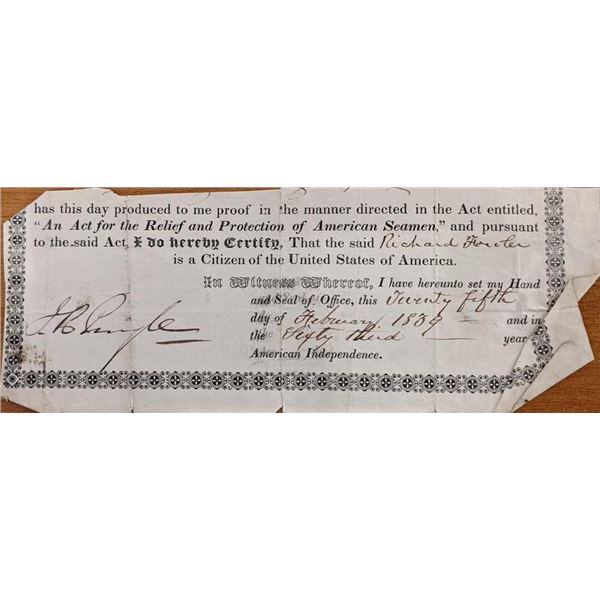 has this day produced to me proof in the manner directed in the Act entitled,
"An Act for the Relief and Protection of American Seamen," and pursuant
to the said Act, I do hereby Certify, That the said Richard Fowler
is a Citizen of the United States of America.
In Witness Whereof, I have hereunto set my Hand
and Seal of Office, this Twenty fifth
day of February 1839 and in
the Sixty third year
American Independence.